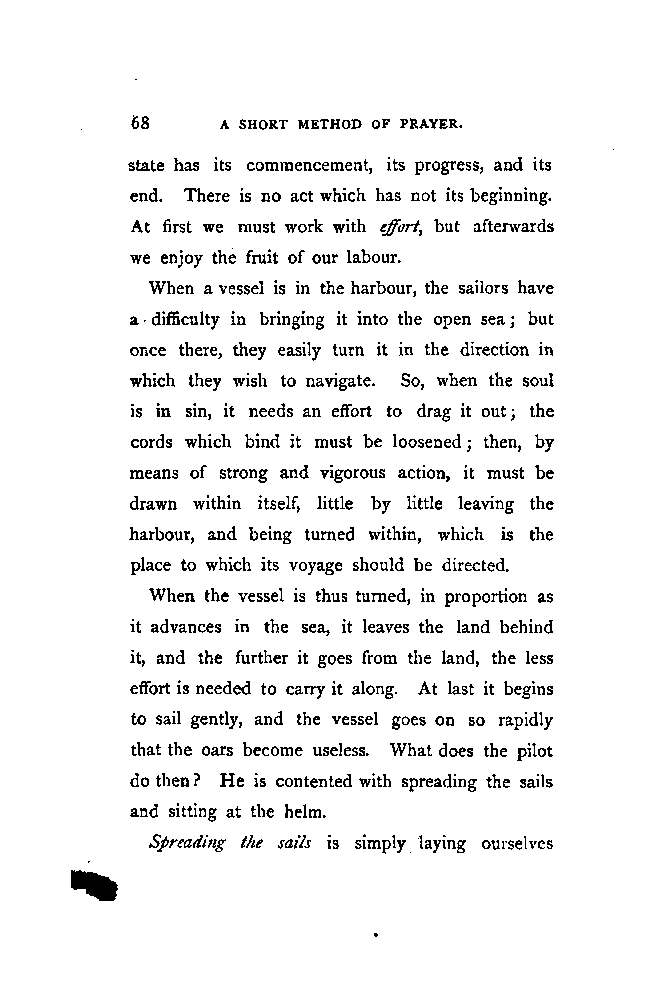 68 A SHORT METHOD OF PRAYER.
state has its commencement, its progress, and its
end. There is no act which has not its beginning.
At first we must work with effort, but afterwards
we enjoy the fruit of our labour.
When a vessel is in the harbour, the sailors have
a difficulty in bringing it into the open sea; but
once there, they easily turn it in the direction in
which they wish to navigate. So, when the soul
is in sin, it needs an effort to drag it out; the
cords which bind it must be loosened; then, by
means of strong and vigorous action, it must be
drawn within itself, little by little leaving the
harbour, and being turned within, which is the
place to which its voyage should be directed.
When the vessel is thus turned, in proportion as
it advances in the sea, it leaves the land behind
it, and the further it goes from the land, the less
effort is needed to carry it along. At last it begins
to sail gently, and the vessel goes on so rapidly
that the oars become useless. What does the pilot
do then? He is contented with spreading the sails
and sitting at the helm.
Spreading the sails is simply laying ourselves